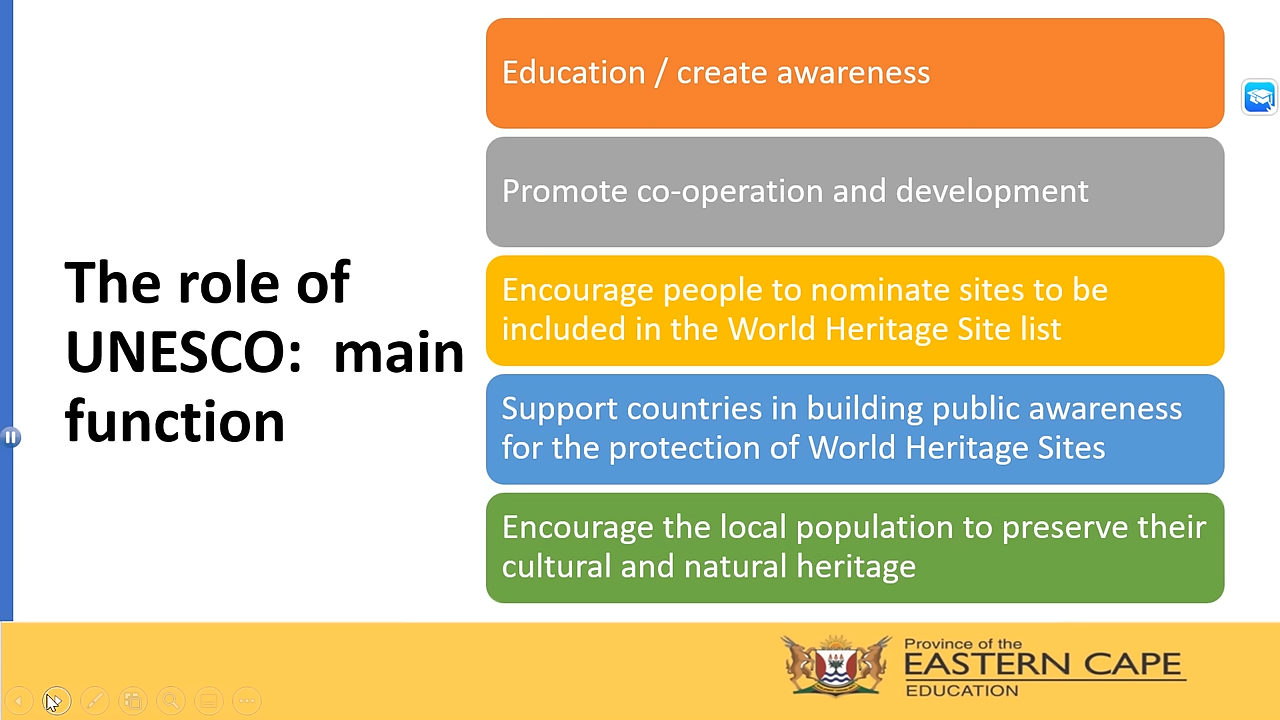 The role of
UNESCO:  main
function
Education / create awareness
Promote co-operation and development
Encourage people to nominate sites to be
included in the World Heritage Site list
Support countries in building public awareness
for the protection of World Heritage Sites
Encourage the local population to preserve their
cultural and natural heritage
Province of the
EASTERN CAPE
EDUCATION